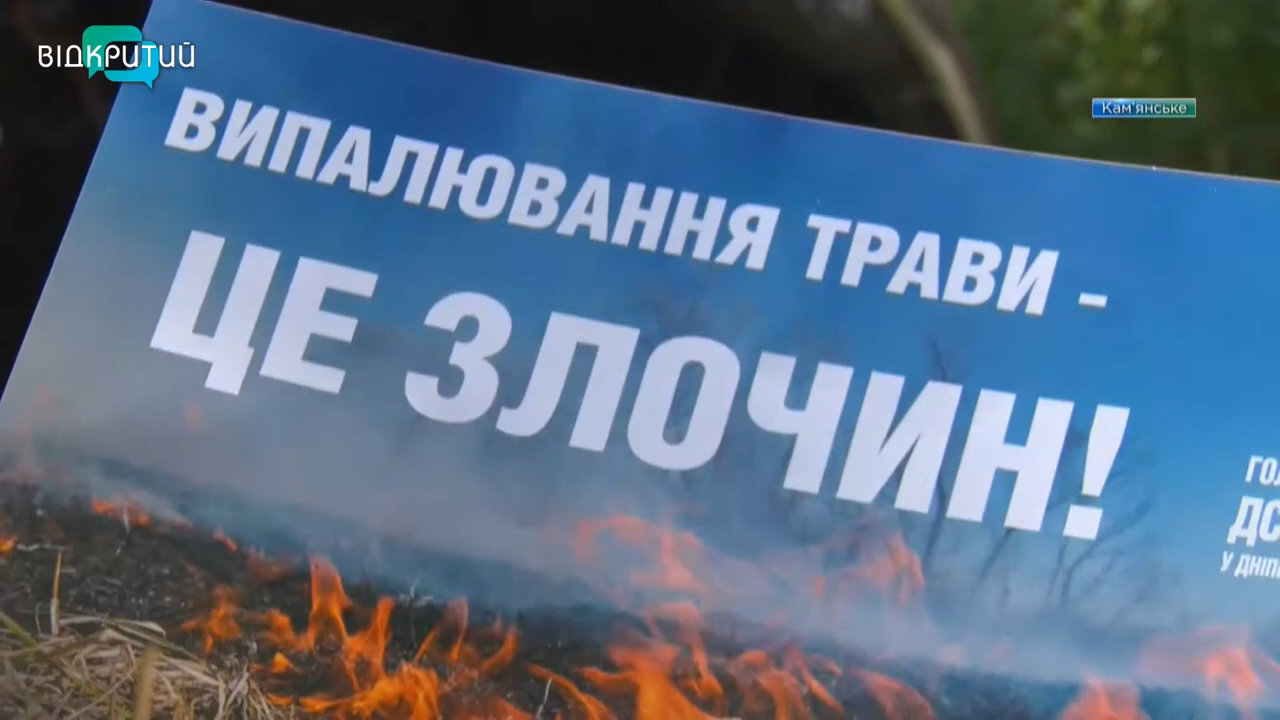 ВІДКРИТИЙ
Кам'янське
ВИПАЛЮВАННЯ ТРАВИ -
ЦЕ ЗЛОЧИН!
У